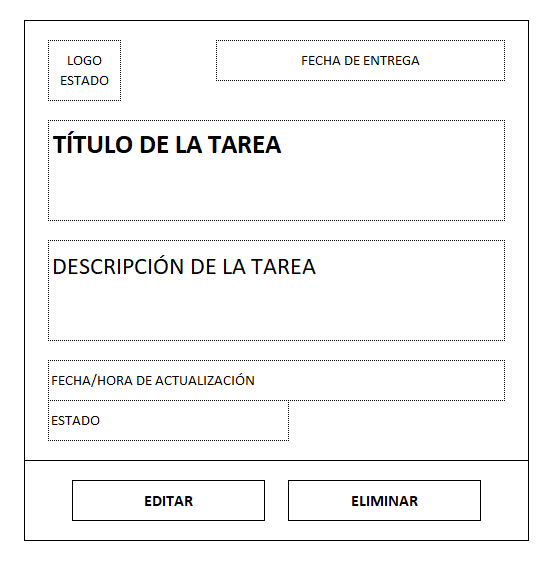 LOGO
ESTADO
FECHA DE ENTREGA
TÍTULO DE LA TAREA
DESCRIPCIÓN DE LA TAREA
FECHA/HORA DE ACTUALIZACIÓN
ESTADO
EDITAR
ELIMINAR